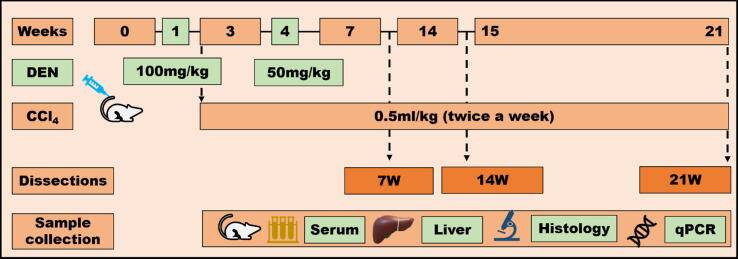 Weeks 0 1 3 4 7 14 15 21
DEN 100mg/kg 50mg/kg
CCl₄ 0.5ml/kg (twice a week)
Dissections 7W 14W 21W
Sample
collection
Serum Liver Histology qPCR